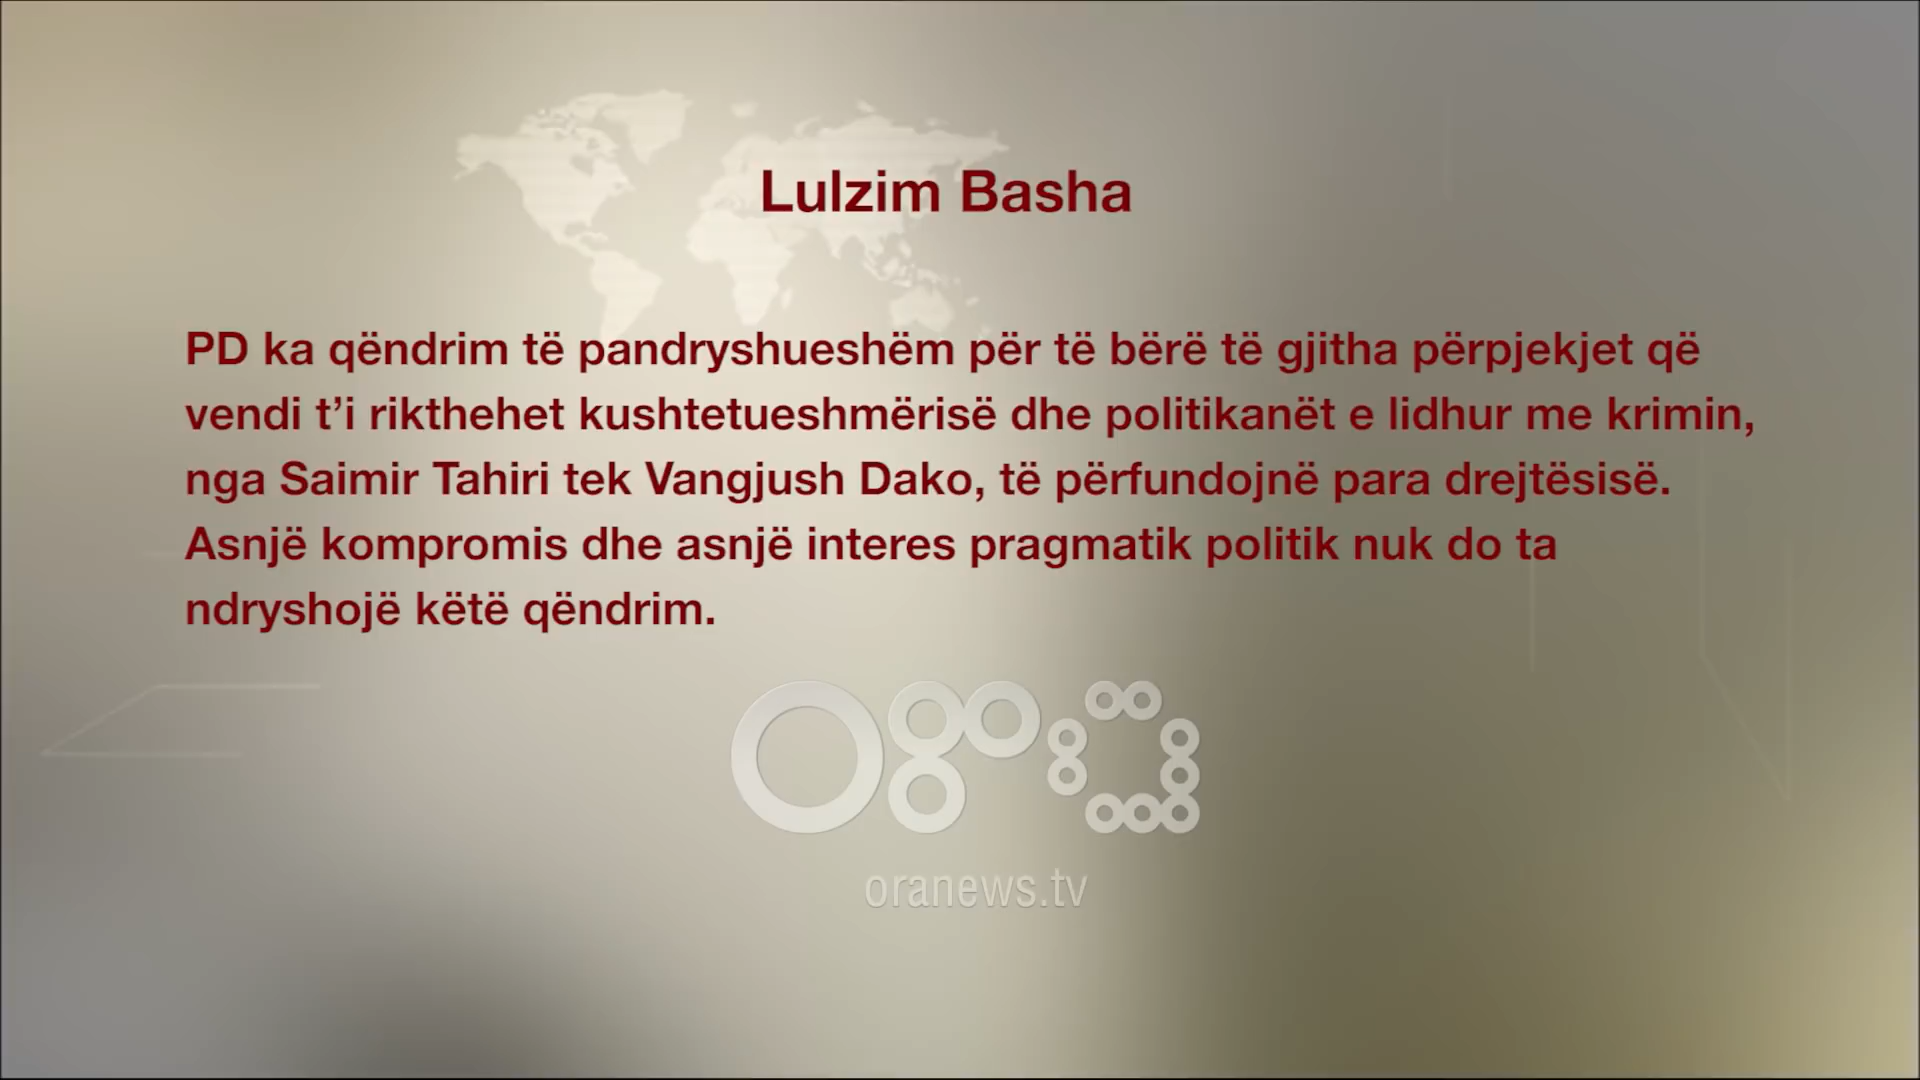 Lulzim Basha
PD ka qëndrim të pandryshueshëm për të bërë të gjitha përpjekjet që
vendi t’i rikthehet kushtetueshmërisë dhe politikanët e lidhur me krimin,
nga Saimir Tahiri tek Vangjush Dako, të përfundojnë para drejtësisë.
Asnjë kompromis dhe asnjë interes pragmatik politik nuk do ta
ndryshojë këtë qëndrim.
ora
oranews.tv